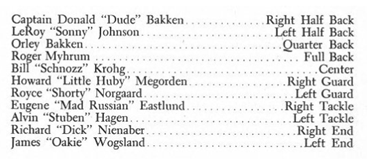 Captain Donald “Dude” Bakken....................Right Half Back
LeRoy “Sonny” Johnson..........................Left Half Back
Orley Bakken....................................Quarter Back
Roger Myhrum.......................................Full Back
Bill “Schnozz” Krohg..................................Center
Howard “Little Huby” Megorden......................Right Guard
Royce “Shorty” Norgaard.............................Left Guard
Eugene “Mad Russian” Eastlund.....................Right Tackle
Alvin “Stuben” Hagen...............................Left Tackle
Richard “Dick” Nienaber..............................Right End
James “Oakie” Wogsland................................Left End